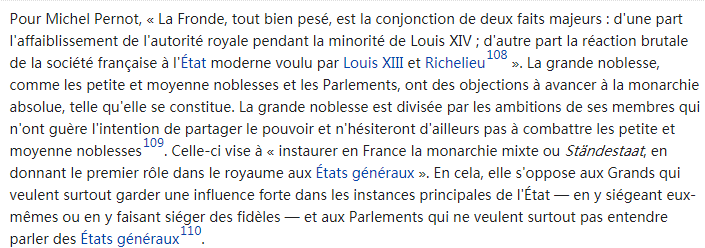 Pour Michel Pernot, « La Fronde, tout bien pesé, est la conjonction de deux faits majeurs : d'une part
l'affaiblissement de l'autorité royale pendant la minorité de Louis XIV ; d'autre part la réaction brutale
de la société française à l'État moderne voulu par Louis XIII et Richelieu108 ». La grande noblesse,
comme les petite et moyenne noblesses et les Parlements, ont des objections à avancer à la monarchie
absolue, telle qu'elle se constitue. La grande noblesse est divisée par les ambitions de ses membres qui
n'ont guère l'intention de partager le pouvoir et n'hésiteront d'ailleurs pas à combattre les petite et
moyenne noblesses109. Celle-ci vise à « instaurer en France la monarchie mixte ou Ständestaat, en
donnant le premier rôle dans le royaume aux États généraux ». En cela, elle s'oppose aux Grands qui
veulent surtout garder une influence forte dans les instances principales de l'État — en y siégeant eux-
mêmes ou en y faisant siéger des fidèles — et aux Parlements qui ne veulent surtout pas entendre
parler des États généraux110.